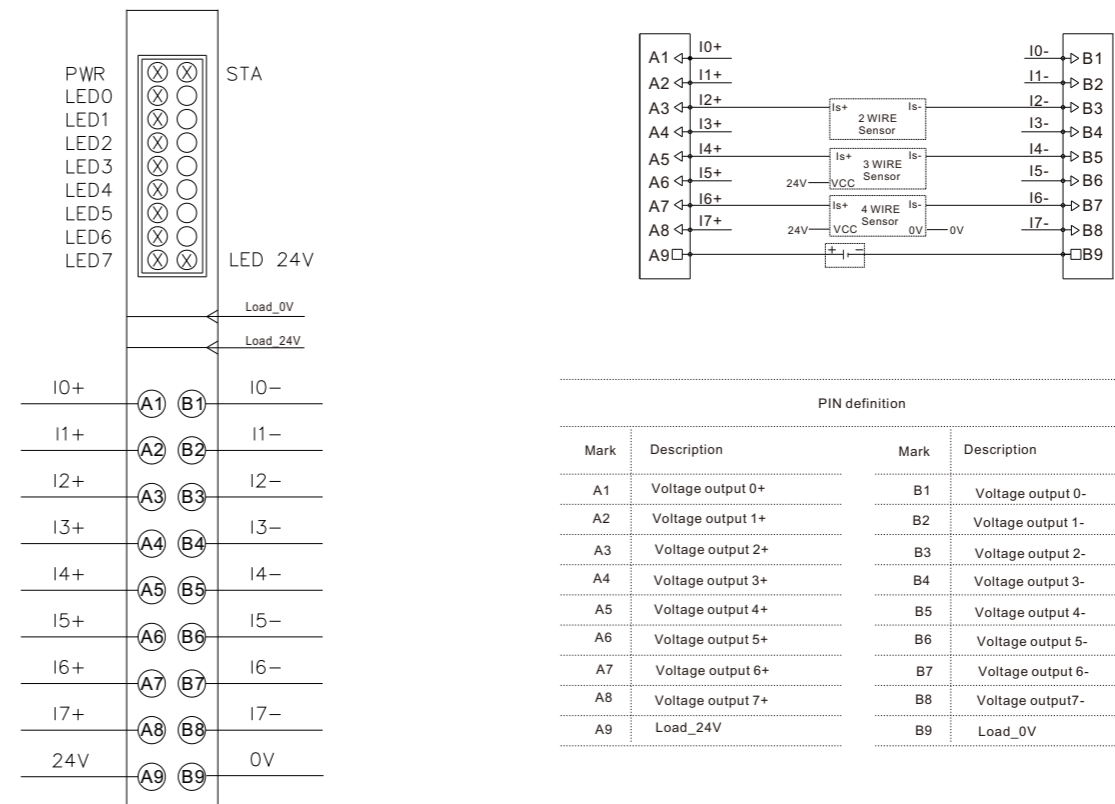 PWR STA
LED0
LED1
LED2
LED3
LED4
LED5
LED6
LED7 LED 24V
Load_0V
Load_24V
I0+ A1 B1 I0-
I1+ A2 B2 I1-
I2+ A3 B3 I2-
I3+ A4 B4 I3-
I4+ A5 B5 I4-
I5+ A6 B6 I5-
I6+ A7 B7 I6-
I7+ A8 B8 I7-
24V A9 B9 0V
A1 I0+ I0- B1
A2 I1+ I1- B2
A3 I2+ Is+ 2 WIRE Is- I2- B3
Sensor
A4 I3+ I3- B4
A5 I4+ Is+ 3 WIRE Is- I4- B5
Sensor
A6 I5+ 24V VCC I5- B6
A7 I6+ Is+ 4 WIRE Is- I6- B7
Sensor
A8 I7+ 24V VCC 0V 0V I7- B8
A9 + - B9
PIN definition
Mark Description Mark Description
A1 Voltage output 0+ B1 Voltage output 0-
A2 Voltage output 1+ B2 Voltage output 1-
A3 Voltage output 2+ B3 Voltage output 2-
A4 Voltage output 3+ B4 Voltage output 3-
A5 Voltage output 4+ B5 Voltage output 4-
A6 Voltage output 5+ B6 Voltage output 5-
A7 Voltage output 6+ B7 Voltage output 6-
A8 Voltage output 7+ B8 Voltage output7-
A9 Load_24V B9 Load_0V